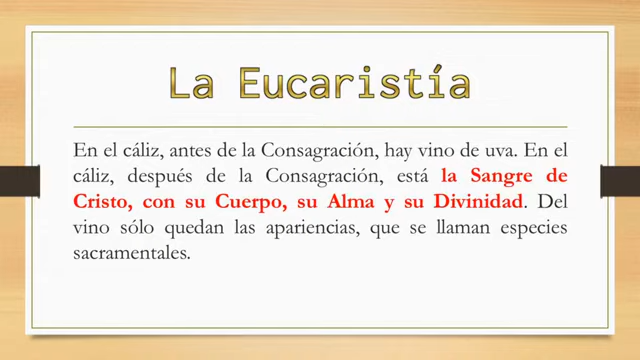 La Eucaristía
En el cáliz, antes de la Consagración, hay vino de uva. En el
cáliz, después de la Consagración, está la Sangre de
Cristo, con su Cuerpo, su Alma y su Divinidad. Del
vino sólo quedan las apariencias, que se llaman especies
sacramentales.